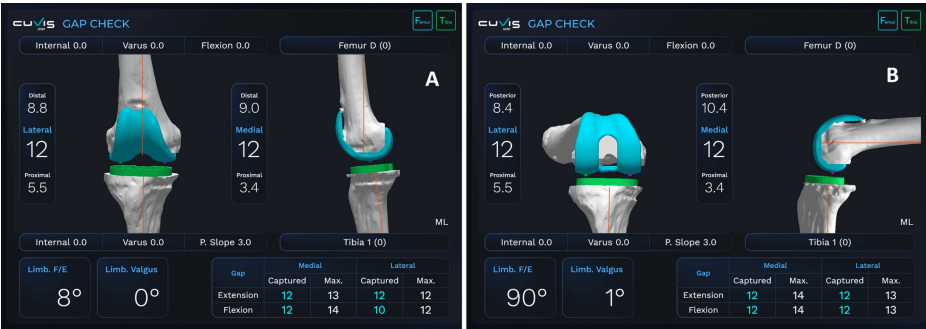 CUVIS GAP CHECK Femur Tibia
JOINT
Internal 0.0 Varus 0.0 Flexion 0.0 Femur D (0)
A
Distal Distal
8.8 9.0
Lateral Medial
12 12
Proximal Proximal
5.5 3.4
ML
Internal 0.0 Varus 0.0 P. Slope 3.0 Tibia 1 (0)
Limb. F/E Limb. Valgus
8° 0°
Gap Medial Lateral
Captured Max. Captured Max.
Extension 12 13 12 12
Flexion 12 14 10 12
CUVIS GAP CHECK Femur Tibia
JOINT
Internal 0.0 Varus 0.0 Flexion 0.0 Femur D (0)
B
Posterior Posterior
8.4 10.4
Lateral Medial
12 12
Proximal Proximal
5.5 3.4
ML
Internal 0.0 Varus 0.0 P. Slope 3.0 Tibia 1 (0)
Limb. F/E Limb. Valgus
90° 1°
Gap Medial Lateral
Captured Max. Captured Max.
Extension 12 14 12 13
Flexion 12 14 12 13